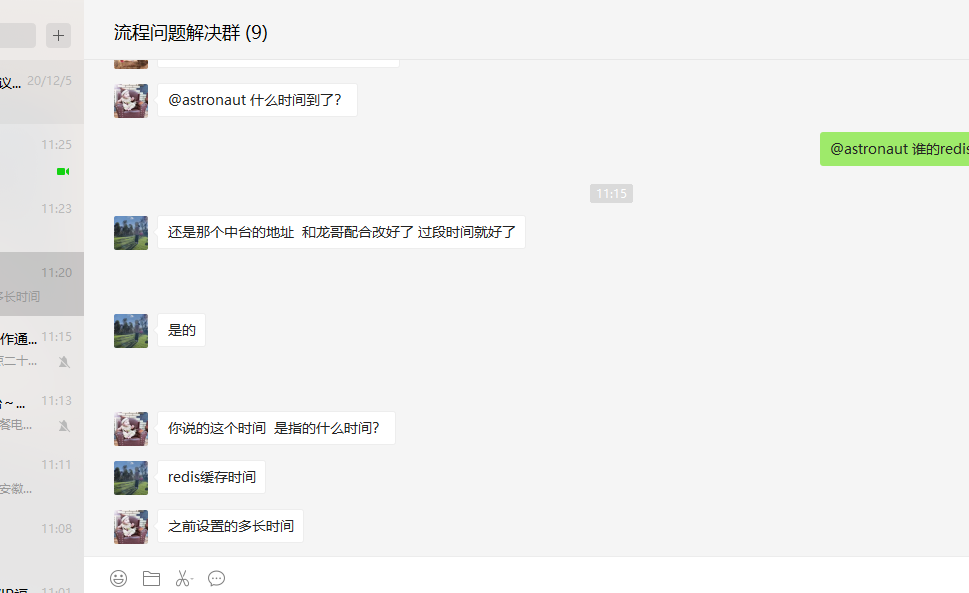 流程问题解决群 (9)
议... 20/12/5
11:25
11:23
11:20
多长时间
作通... 11:15
点二十...
~... 11:13
餐电...
11:11
安徽...
11:08
11:01
@astronaut 什么时间到了？
@astronaut 谁的redis
11:15
还是那个中台的地址 和龙哥配合改好了 过段时间就好了
是的
你说的这个时间 是指的什么时间？
redis缓存时间
之前设置的多长时间